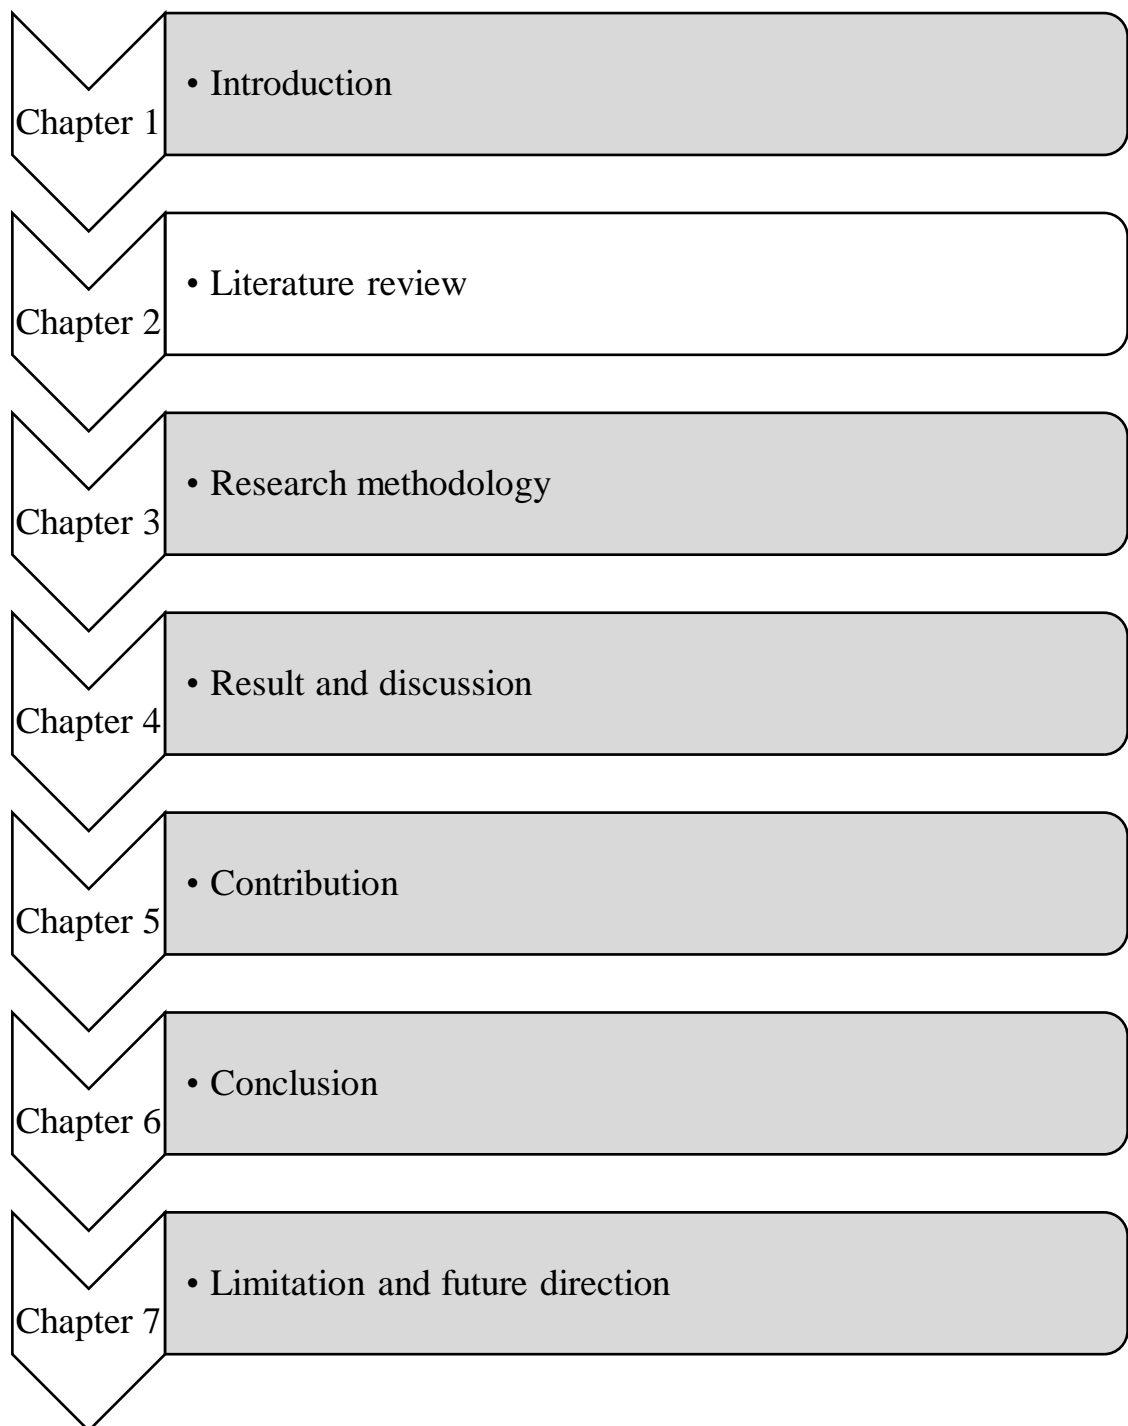 Chapter 1
• Introduction
Chapter 2
• Literature review
Chapter 3
• Research methodology
Chapter 4
• Result and discussion
Chapter 5
• Contribution
Chapter 6
• Conclusion
Chapter 7
• Limitation and future direction